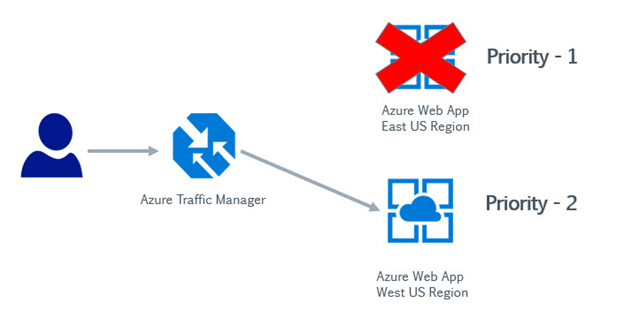 Priority - 1
Azure Web App
East US Region
Azure Traffic Manager
Priority - 2
Azure Web App
West US Region